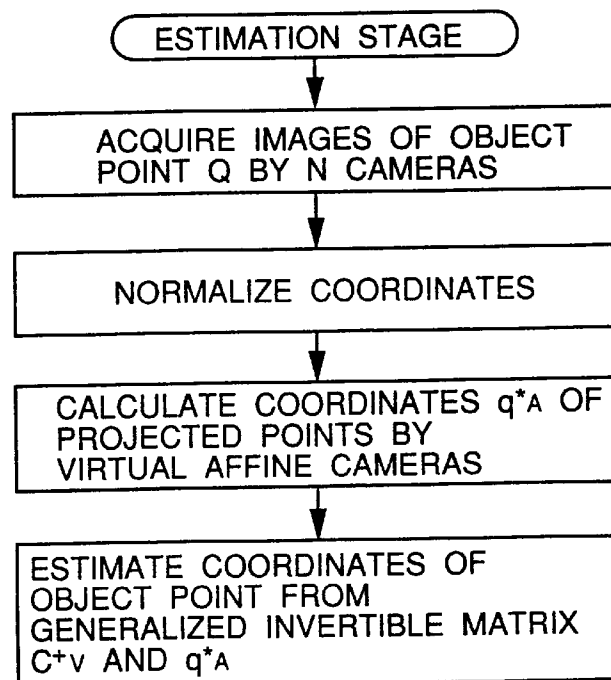 ESTIMATION STAGE
ACQUIRE IMAGES OF OBJECT
POINT Q BY N CAMERAS
NORMALIZE COORDINATES
CALCULATE COORDINATES q*A OF
PROJECTED POINTS BY
VIRTUAL AFFINE CAMERAS
ESTIMATE COORDINATES OF
OBJECT POINT FROM
GENERALIZED INVERTIBLE MATRIX
C+V AND q*A